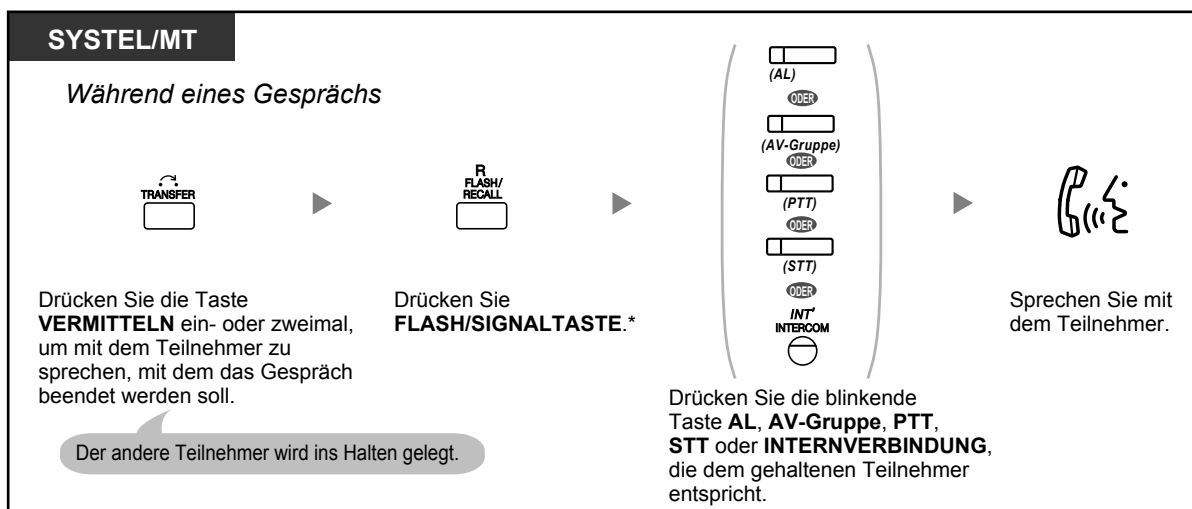 SYSTEL/MT
Während eines Gesprächs
TRANSFER
R
FLASH/
RECALL
(AL)
ODER
(AV-Gruppe)
ODER
(PTT)
ODER
(STT)
ODER
INT'
INTERCOM
Drücken Sie die Taste
VERMITTELN ein- oder zweimal,
um mit dem Teilnehmer zu
sprechen, mit dem das Gespräch
beendet werden soll.
Der andere Teilnehmer wird ins Halten gelegt.
Drücken Sie
FLASH/SIGNALTASTE.*
Drücken Sie die blinkende
Taste AL, AV-Gruppe, PTT,
STT oder INTERNVERBINDUNG,
die dem gehaltenen Teilnehmer
entspricht.
Sprechen Sie mit
dem Teilnehmer.